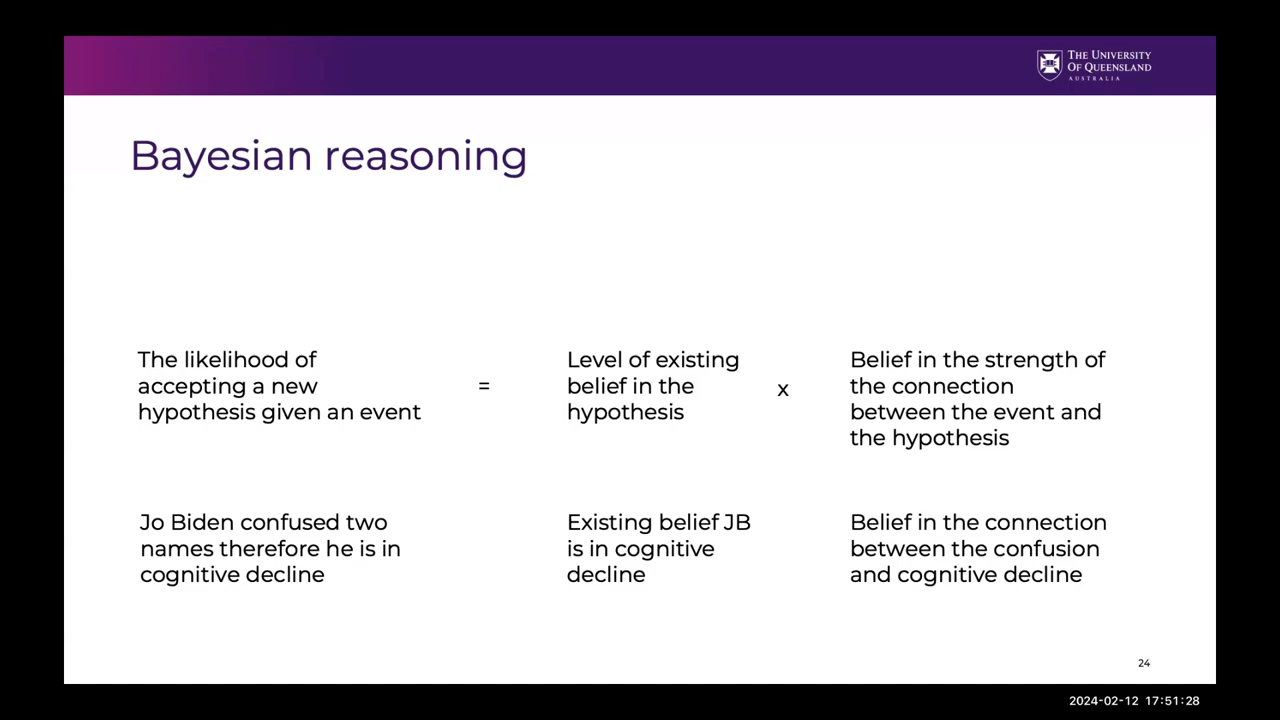 THE UNIVERSITY
OF QUEENSLAND
AUSTRALIA
Bayesian reasoning
The likelihood of
accepting a new
hypothesis given an event
=
Level of existing
belief in the
hypothesis
x
Belief in the strength of
the connection
between the event and
the hypothesis
Jo Biden confused two
names therefore he is in
cognitive decline
Existing belief JB
is in cognitive
decline
Belief in the connection
between the confusion
and cognitive decline
24
2024-02-12 17:51:28